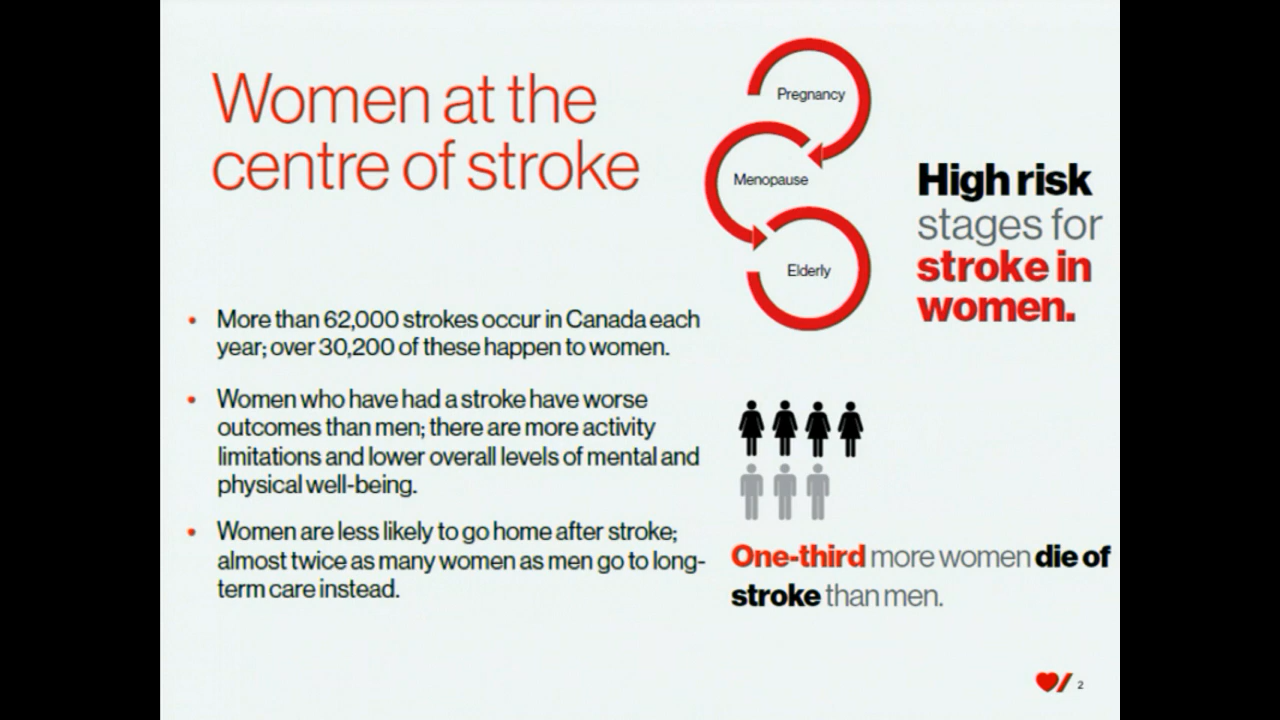 Women at the
centre of stroke
Pregnancy
Menopause
Elderly
High risk
stages for
stroke in
women.
• More than 62,000 strokes occur in Canada each
year; over 30,200 of these happen to women.
• Women who have had a stroke have worse
outcomes than men; there are more activity
limitations and lower overall levels of mental and
physical well-being.
• Women are less likely to go home after stroke;
almost twice as many women as men go to long-
term care instead.
One-third more women die of
stroke than men.
2